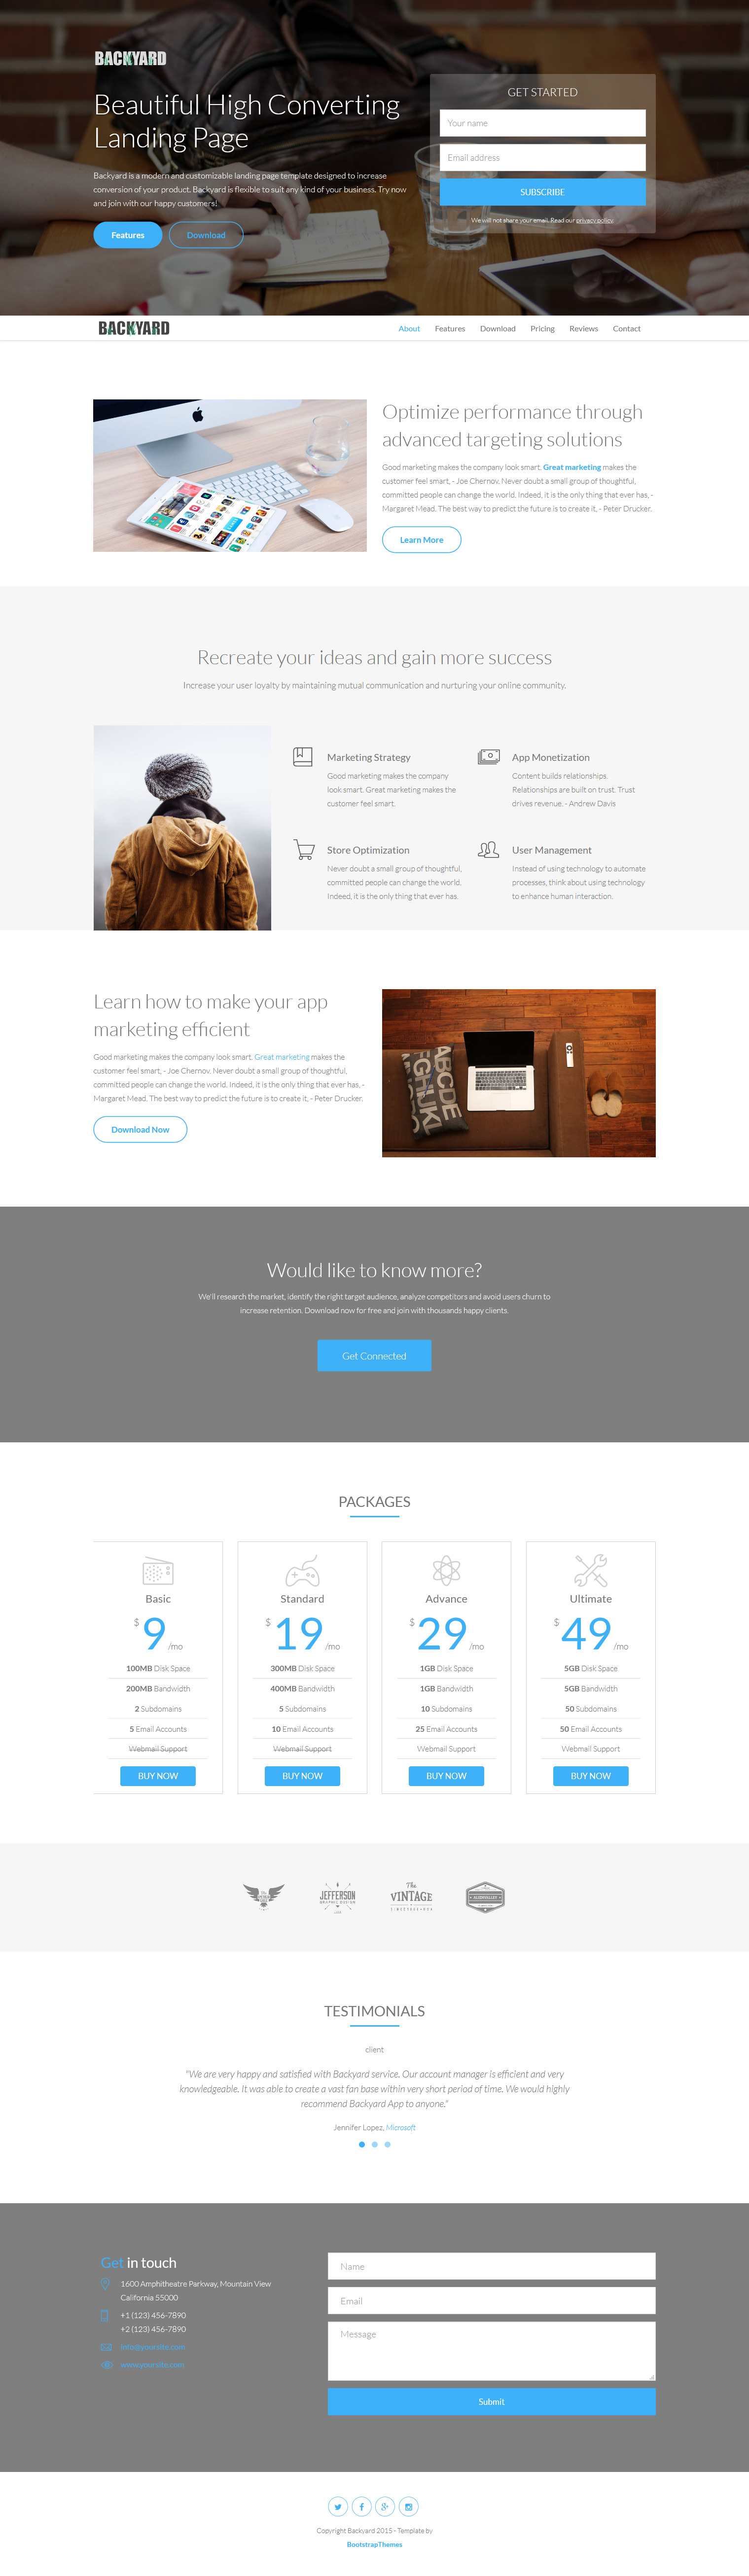 BACKYARD
Beautiful High Converting
Landing Page
Backyard is a modern and customizable landing page template designed to increase
conversion of your product. Backyard is flexible to suit any kind of your business. Try now
and join with our happy customers!
Features
Download
GET STARTED
Your name
Email address
SUBSCRIBE
We will not share your email. Read our privacy policy.
BACKYARD
About
Features
Download
Pricing
Reviews
Contact
Optimize performance through
advanced targeting solutions
Good marketing makes the company look smart. Great marketing makes the
customer feel smart, - Joe Chernov. Never doubt a small group of thoughtful,
committed people can change the world. Indeed, it is the only thing that ever has, -
Margaret Mead. The best way to predict the future is to create it, - Peter Drucker.
Learn More
Recreate your ideas and gain more success
Increase your user loyalty by maintaining mutual communication and nurturing your online community.
Marketing Strategy
Good marketing makes the company
look smart. Great marketing makes the
customer feel smart.
App Monetization
Content builds relationships.
Relationships are built on trust. Trust
drives revenue. - Andrew Davis
Store Optimization
Never doubt a small group of thoughtful,
committed people can change the world.
Indeed, it is the only thing that ever has.
User Management
Instead of using technology to automate
processes, think about using technology
to enhance human interaction.
Learn how to make your app
marketing efficient
Good marketing makes the company look smart. Great marketing makes the
customer feel smart, - Joe Chernov. Never doubt a small group of thoughtful,
committed people can change the world. Indeed, it is the only thing that ever has, -
Margaret Mead. The best way to predict the future is to create it, - Peter Drucker.
Download Now
Would like to know more?
We'll research the market, identify the right target audience, analyze competitors and avoid users churn to
increase retention. Download now for free and join with thousands happy clients.
Get Connected
PACKAGES
Basic
$ 9 /mo
100MB Disk Space
200MB Bandwidth
2 Subdomains
5 Email Accounts
Webmail Support
BUY NOW
Standard
$ 19 /mo
300MB Disk Space
400MB Bandwidth
5 Subdomains
10 Email Accounts
Webmail Support
BUY NOW
Advance
$ 29 /mo
1GB Disk Space
1GB Bandwidth
10 Subdomains
25 Email Accounts
Webmail Support
BUY NOW
Ultimate
$ 49 /mo
5GB Disk Space
5GB Bandwidth
50 Subdomains
50 Email Accounts
Webmail Support
BUY NOW
JEFFERSON
GRAPHIC DESIGN
The
VINTAGE
TESTIMONIALS
client
"We are very happy and satisfied with Backyard service. Our account manager is efficient and very
knowledgeable. It was able to create a vast fan base within very short period of time. We would highly
recommend Backyard App to anyone."
Jennifer Lopez, Microsoft
Get in touch
1600 Amphitheatre Parkway, Mountain View
California 55000
+1 (123) 456-7890
+2 (123) 456-7890
info@yoursite.com
www.yoursite.com
Name
Email
Message
Submit
Copyright Backyard 2015 - Template by
BootstrapThemes